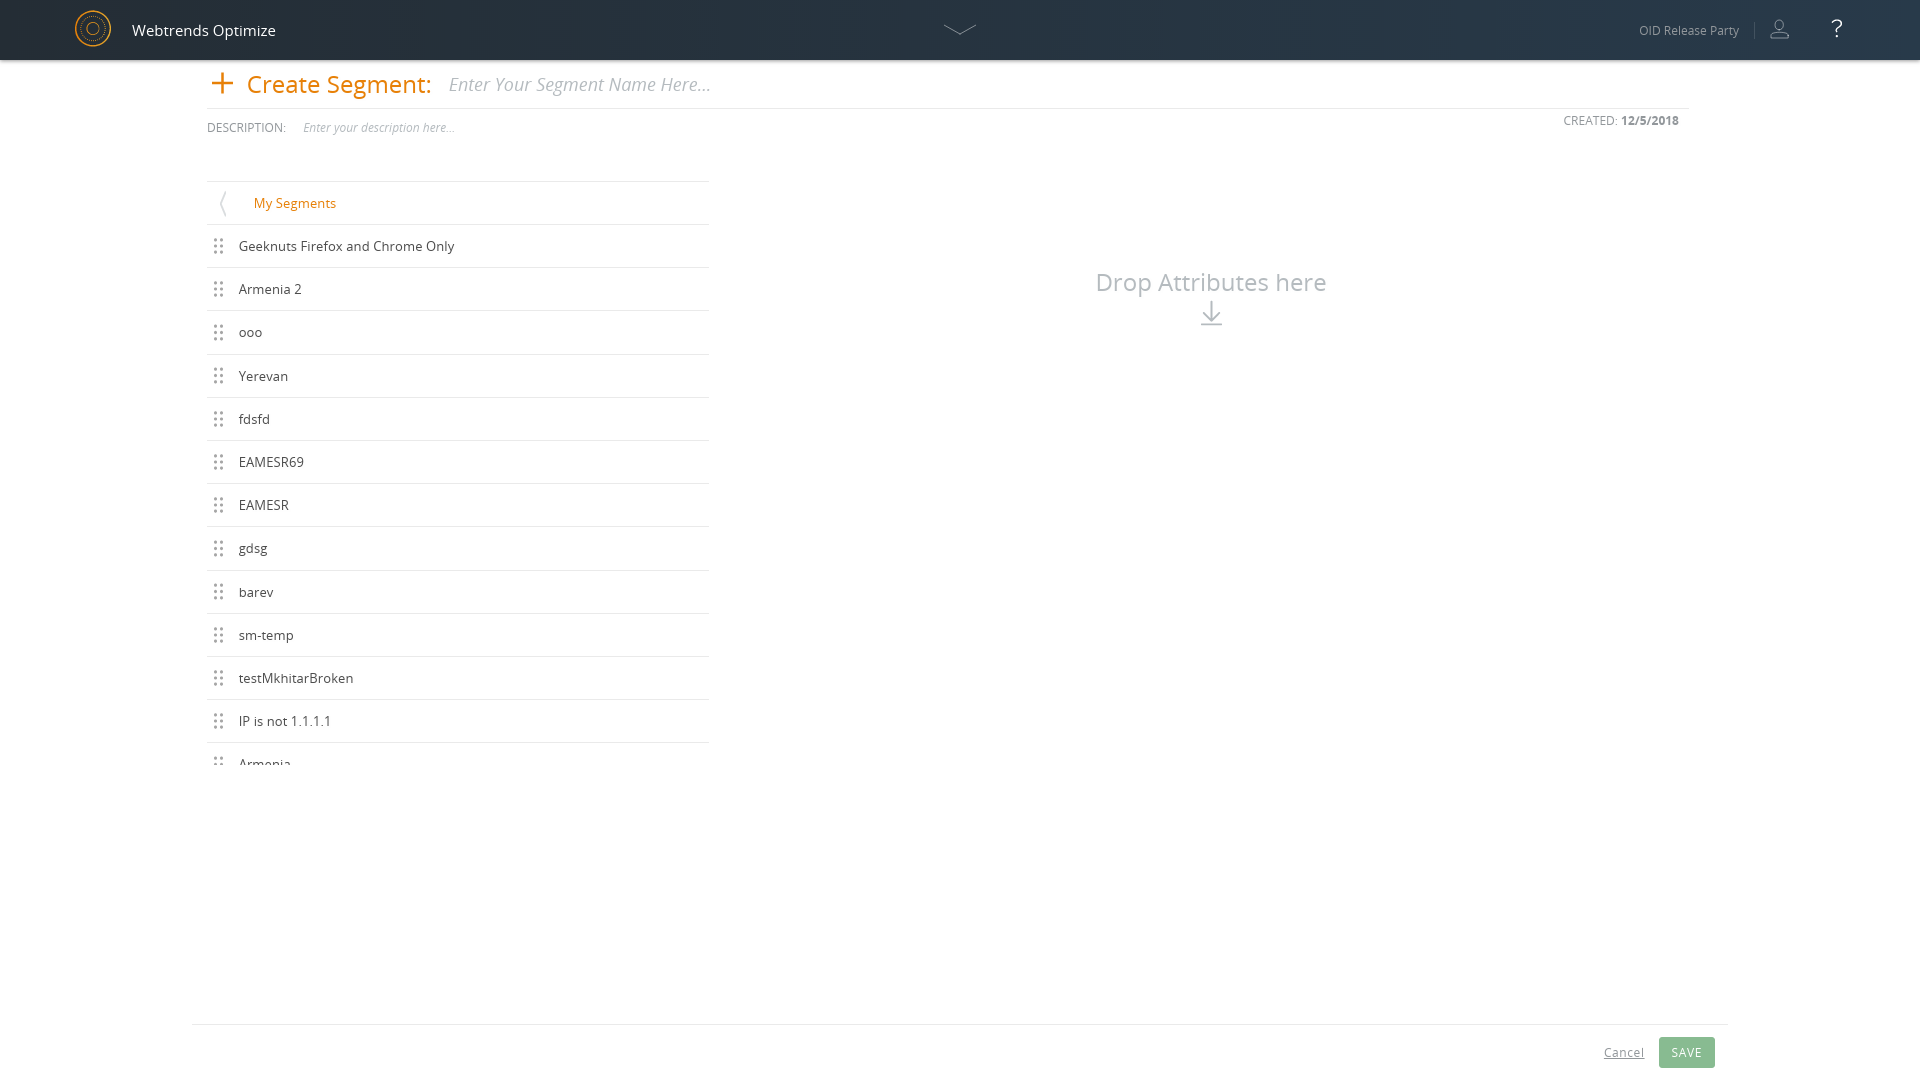 Webtrends Optimize
OID Release Party
?
Create Segment: Enter Your Segment Name Here...
DESCRIPTION: Enter your description here...
CREATED: 12/5/2018
My Segments
Geeknuts Firefox and Chrome Only
Armenia 2
ooo
Yerevan
fdsfd
EAMESR69
EAMESR
gdsg
barev
sm-temp
testMkhitarBroken
IP is not 1.1.1.1
Armenia
Drop Attributes here
Cancel
SAVE